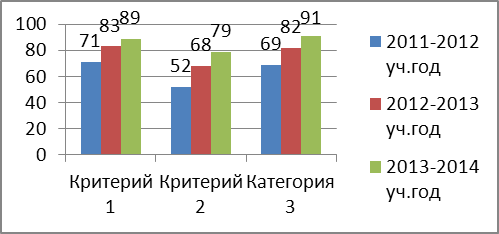 100
80
60
40
20
0
71 83 89
52 68 79
69 82 91
Критерий
1
Критерий
2
Категория
3
2011-2012
уч.год
2012-2013
уч.год
2013-2014
уч.год